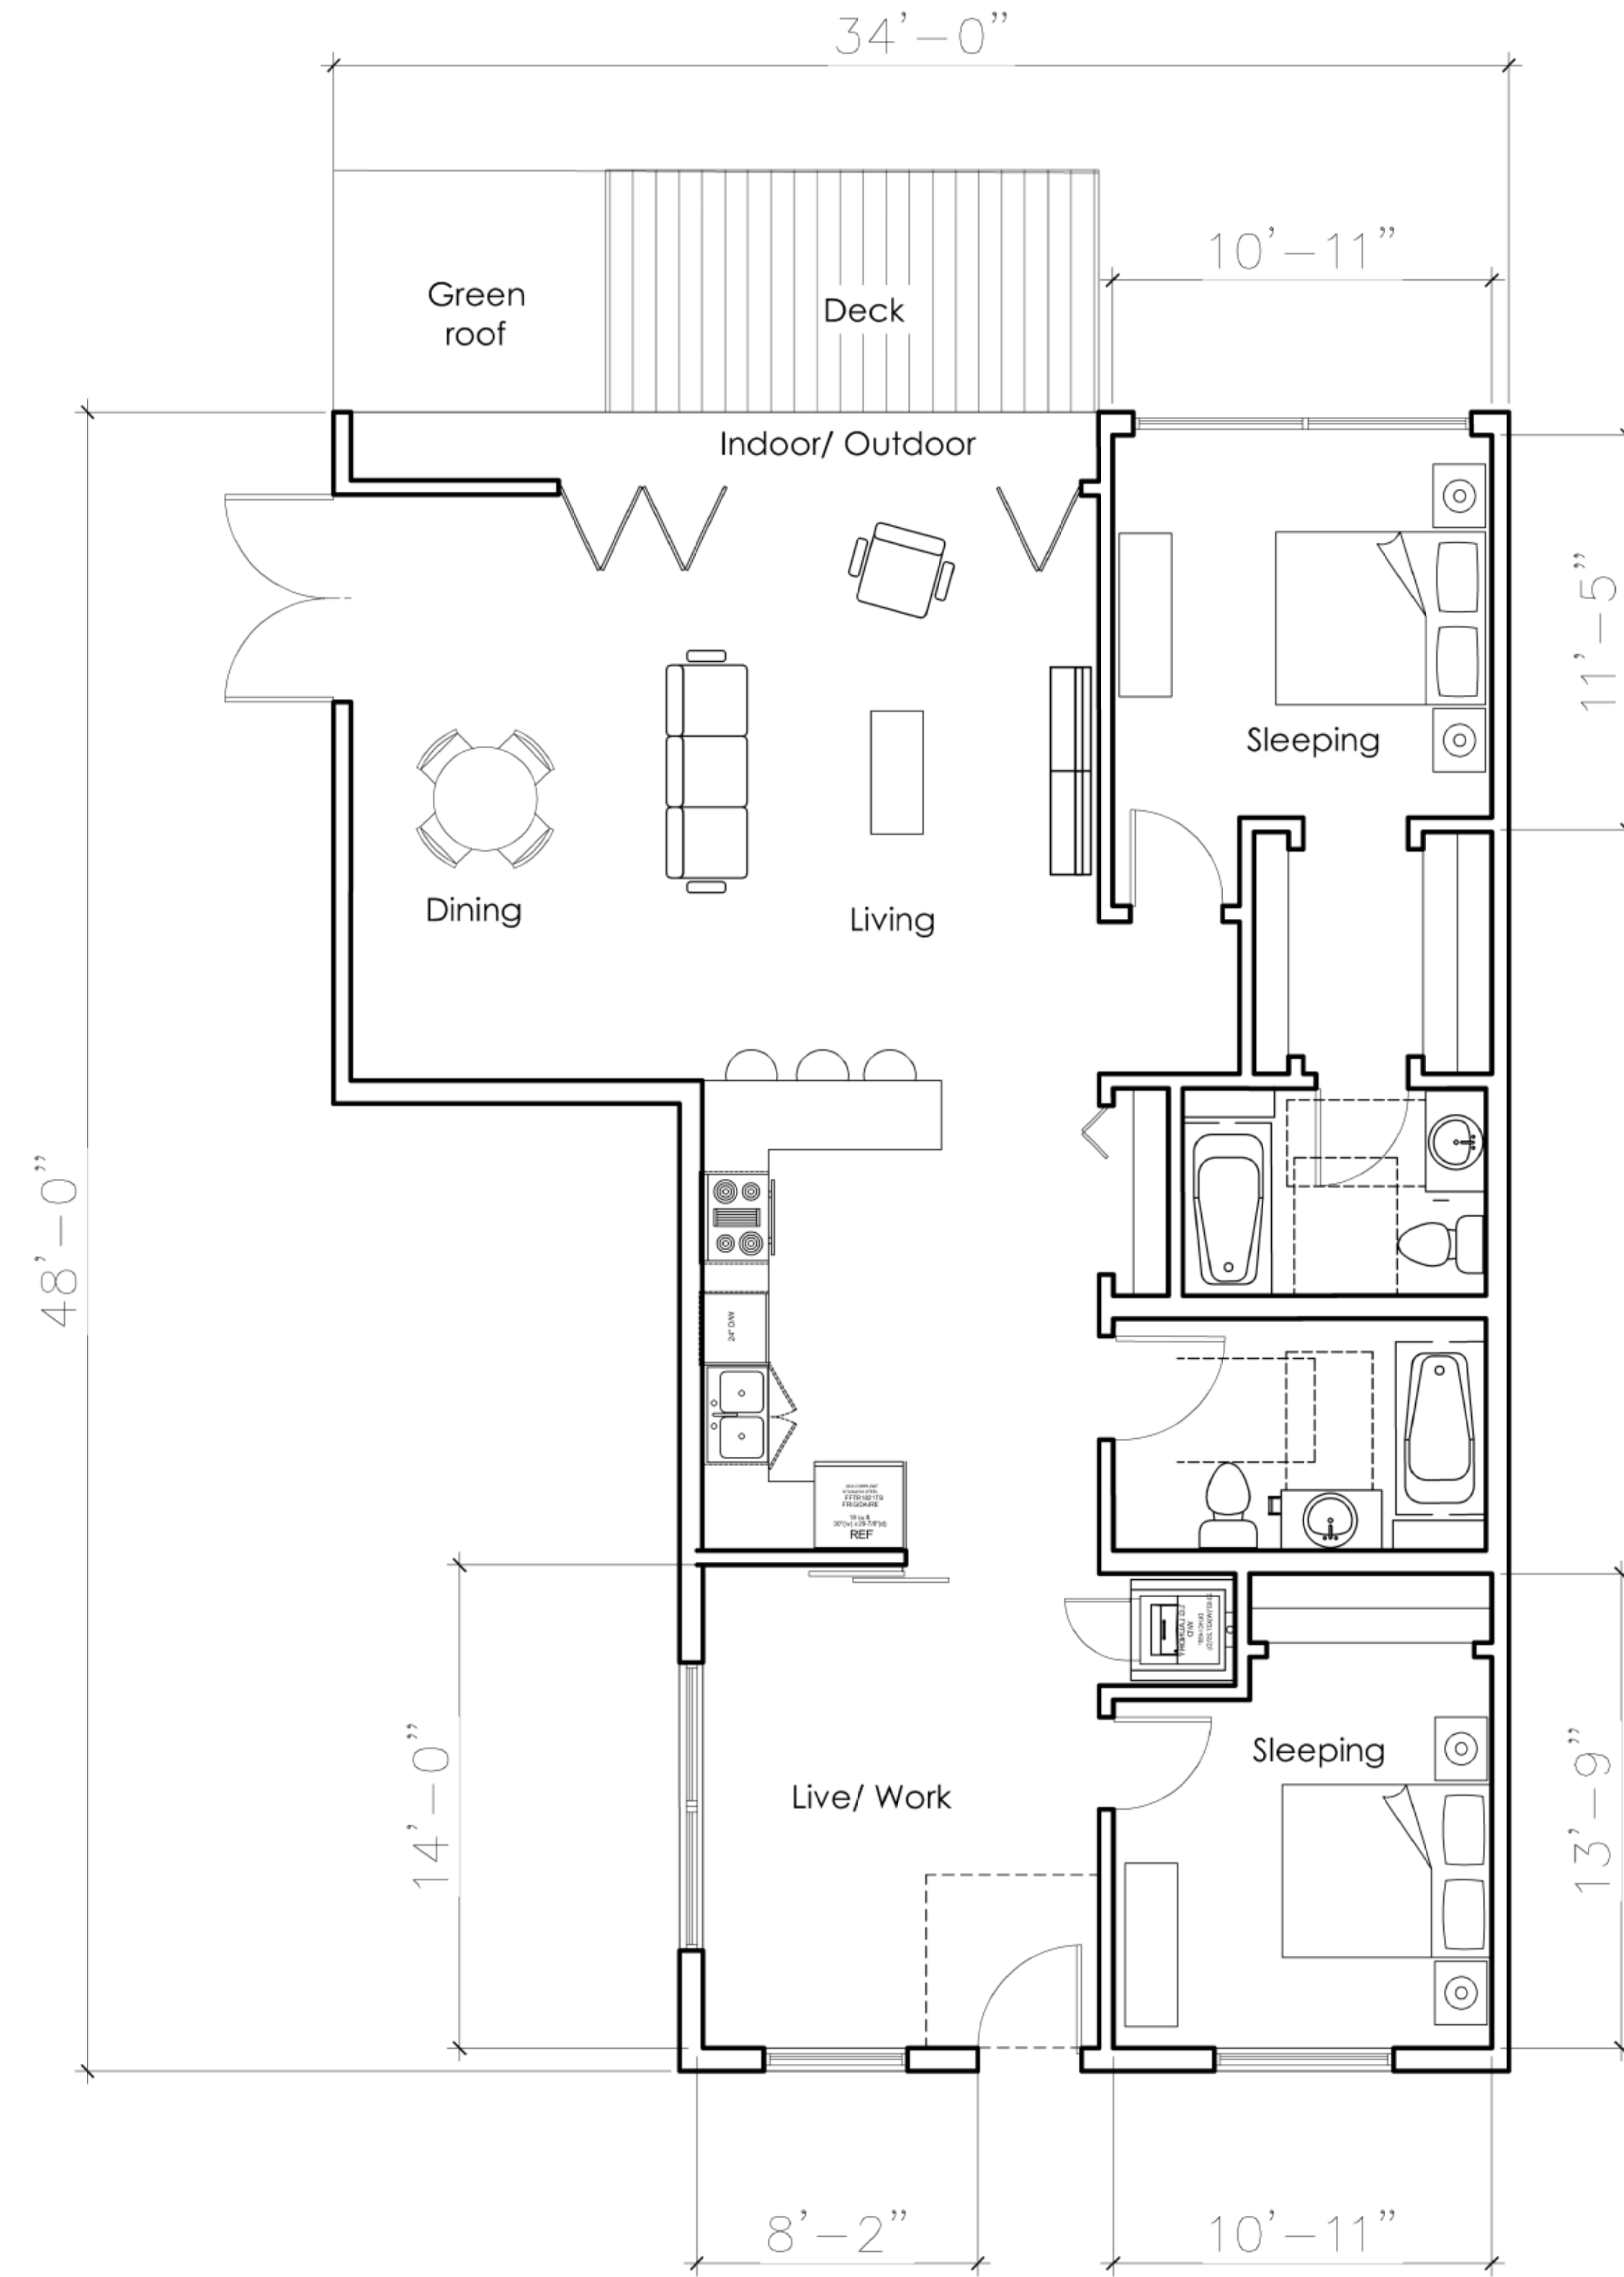 34'-0"
10'-11"
Green
roof
Deck
Indoor/ Outdoor
11'-5"
Sleeping
Dining
Living
48'-0"
24" D/W
FRIGIDAIRE
REF
14'-0"
Sleeping
Live/ Work
13'-9"
8'-2"
10'-11"